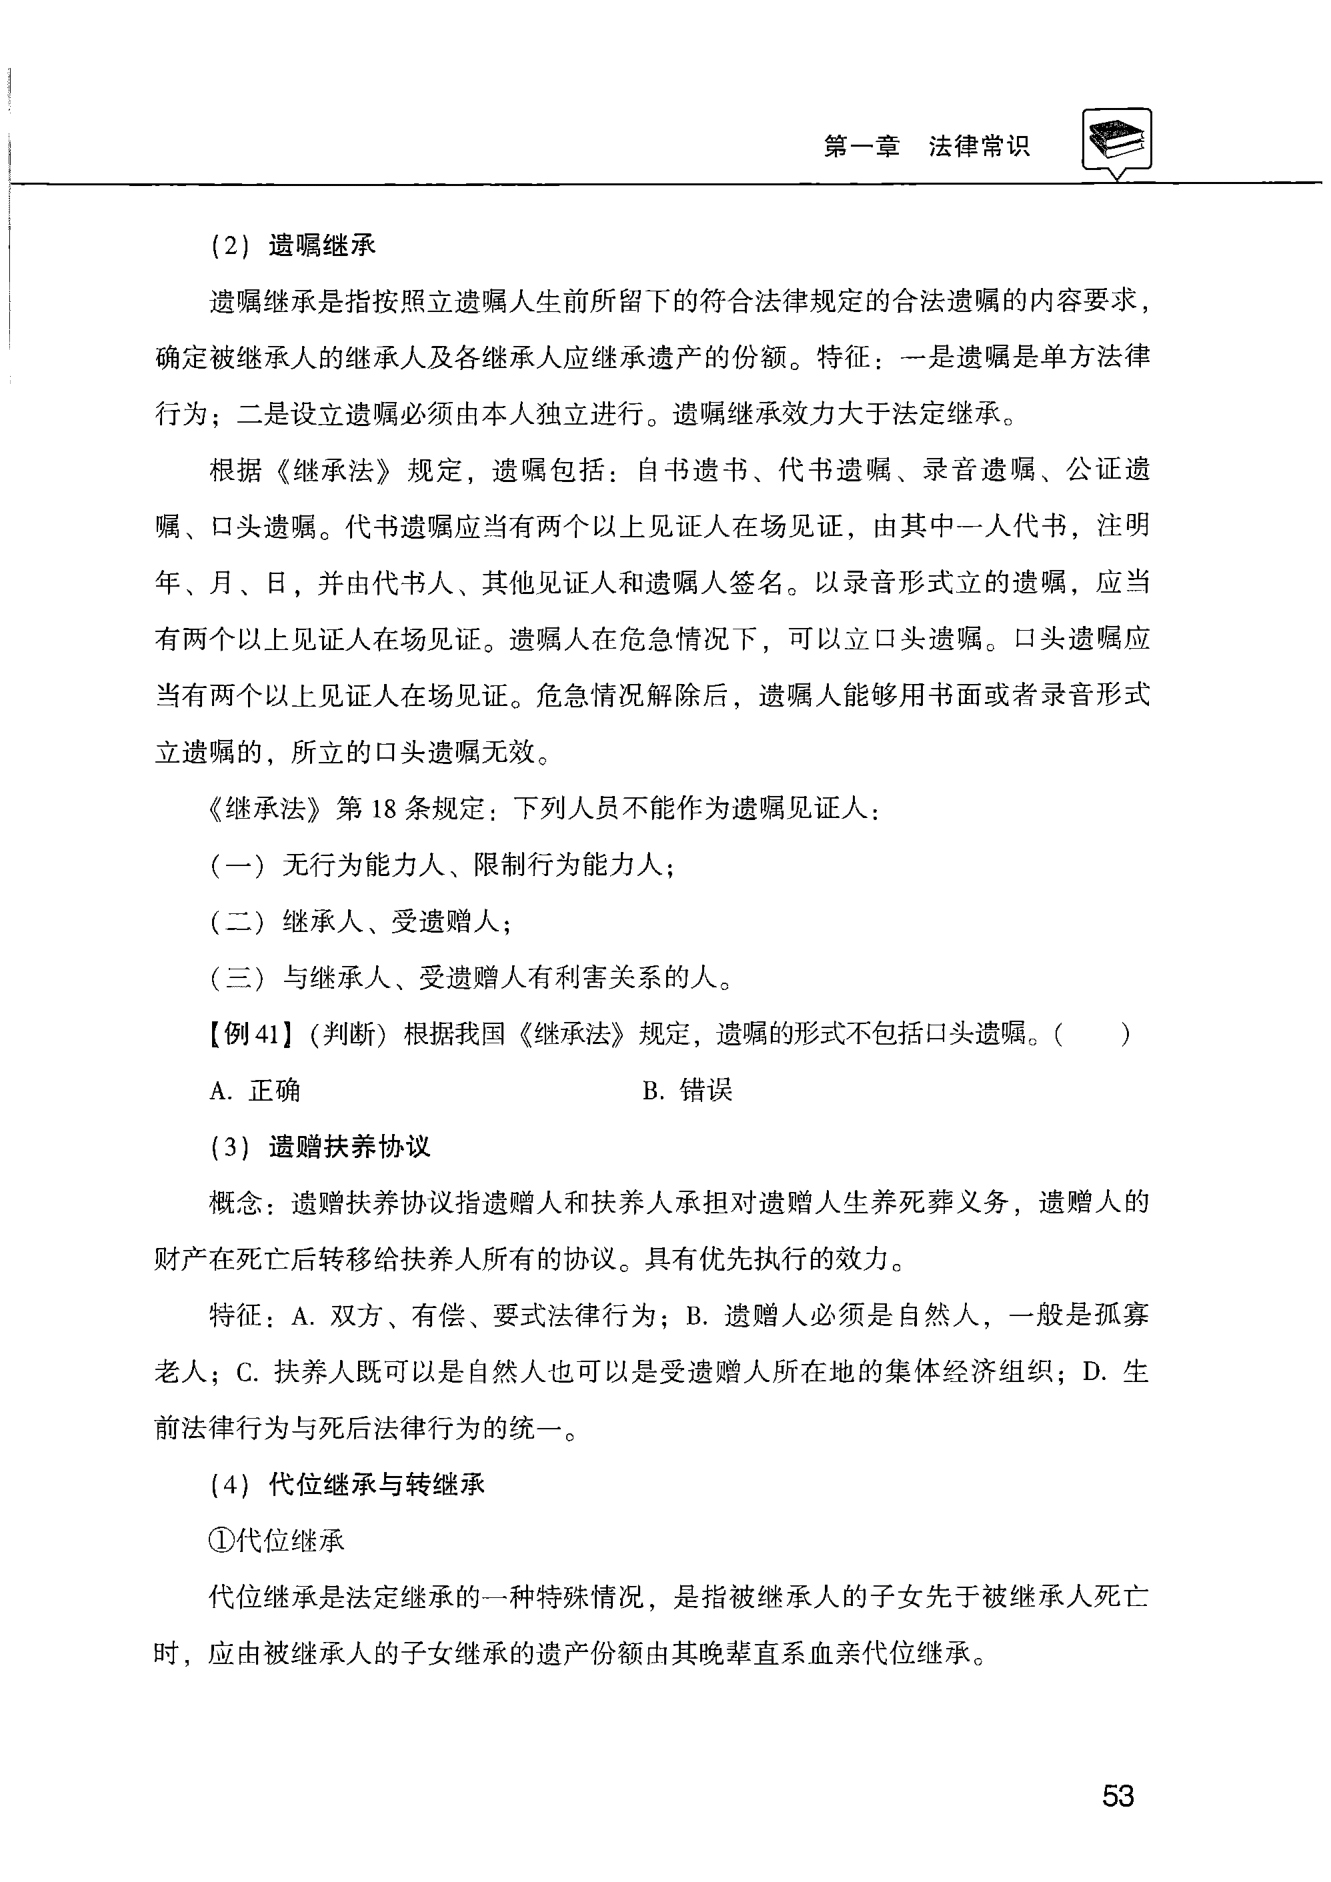 第一章 法律常识
(2) 遗嘱继承
遗嘱继承是指按照立遗嘱人生前所留下的符合法律规定的合法遗嘱的内容要求，
确定被继承人的继承人及各继承人应继承遗产的份额。特征：一是遗嘱是单方法律
行为；二是设立遗嘱必须由本人独立进行。遗嘱继承效力大于法定继承。
根据《继承法》规定，遗嘱包括：自书遗书、代书遗嘱、录音遗嘱、公证遗
嘱、口头遗嘱。代书遗嘱应当有两个以上见证人在场见证，由其中一人代书，注明
年、月、日，并由代书人、其他见证人和遗嘱人签名。以录音形式立的遗嘱，应当
有两个以上见证人在场见证。遗嘱人在危急情况下，可以立口头遗嘱。口头遗嘱应
当有两个以上见证人在场见证。危急情况解除后，遗嘱人能够用书面或者录音形式
立遗嘱的，所立的口头遗嘱无效。
《继承法》第 18 条规定：下列人员不能作为遗嘱见证人：
(一) 无行为能力人、限制行为能力人；
(二) 继承人、受遗赠人；
(三) 与继承人、受遗赠人有利害关系的人。
【例 41】(判断) 根据我国《继承法》规定，遗嘱的形式不包括口头遗嘱。(　　)
A. 正确 B. 错误
(3) 遗赠扶养协议
概念：遗赠扶养协议指遗赠人和扶养人承担对遗赠人生养死葬义务，遗赠人的
财产在死亡后转移给扶养人所有的协议。具有优先执行的效力。
特征：A. 双方、有偿、要式法律行为；B. 遗赠人必须是自然人，一般是孤寡
老人；C. 扶养人既可以是自然人也可以是受遗赠人所在地的集体经济组织；D. 生
前法律行为与死后法律行为的统一。
(4) 代位继承与转继承
①代位继承
代位继承是法定继承的一种特殊情况，是指被继承人的子女先于被继承人死亡
时，应由被继承人的子女继承的遗产份额由其晚辈直系血亲代位继承。
53